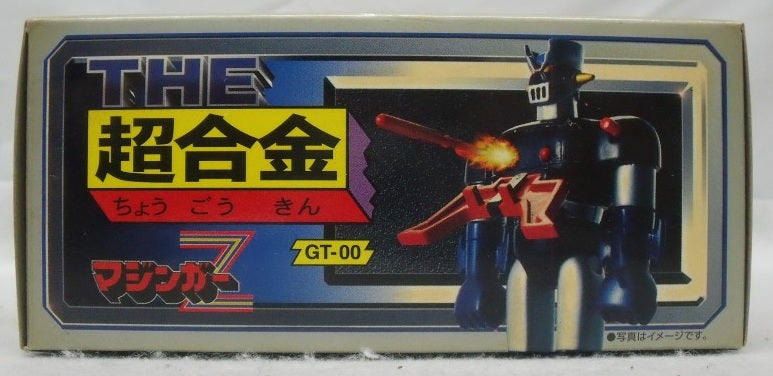 THE
超合金
ちょう ごう きん
GT-00
マジンガーZ
●写真はイメージです。